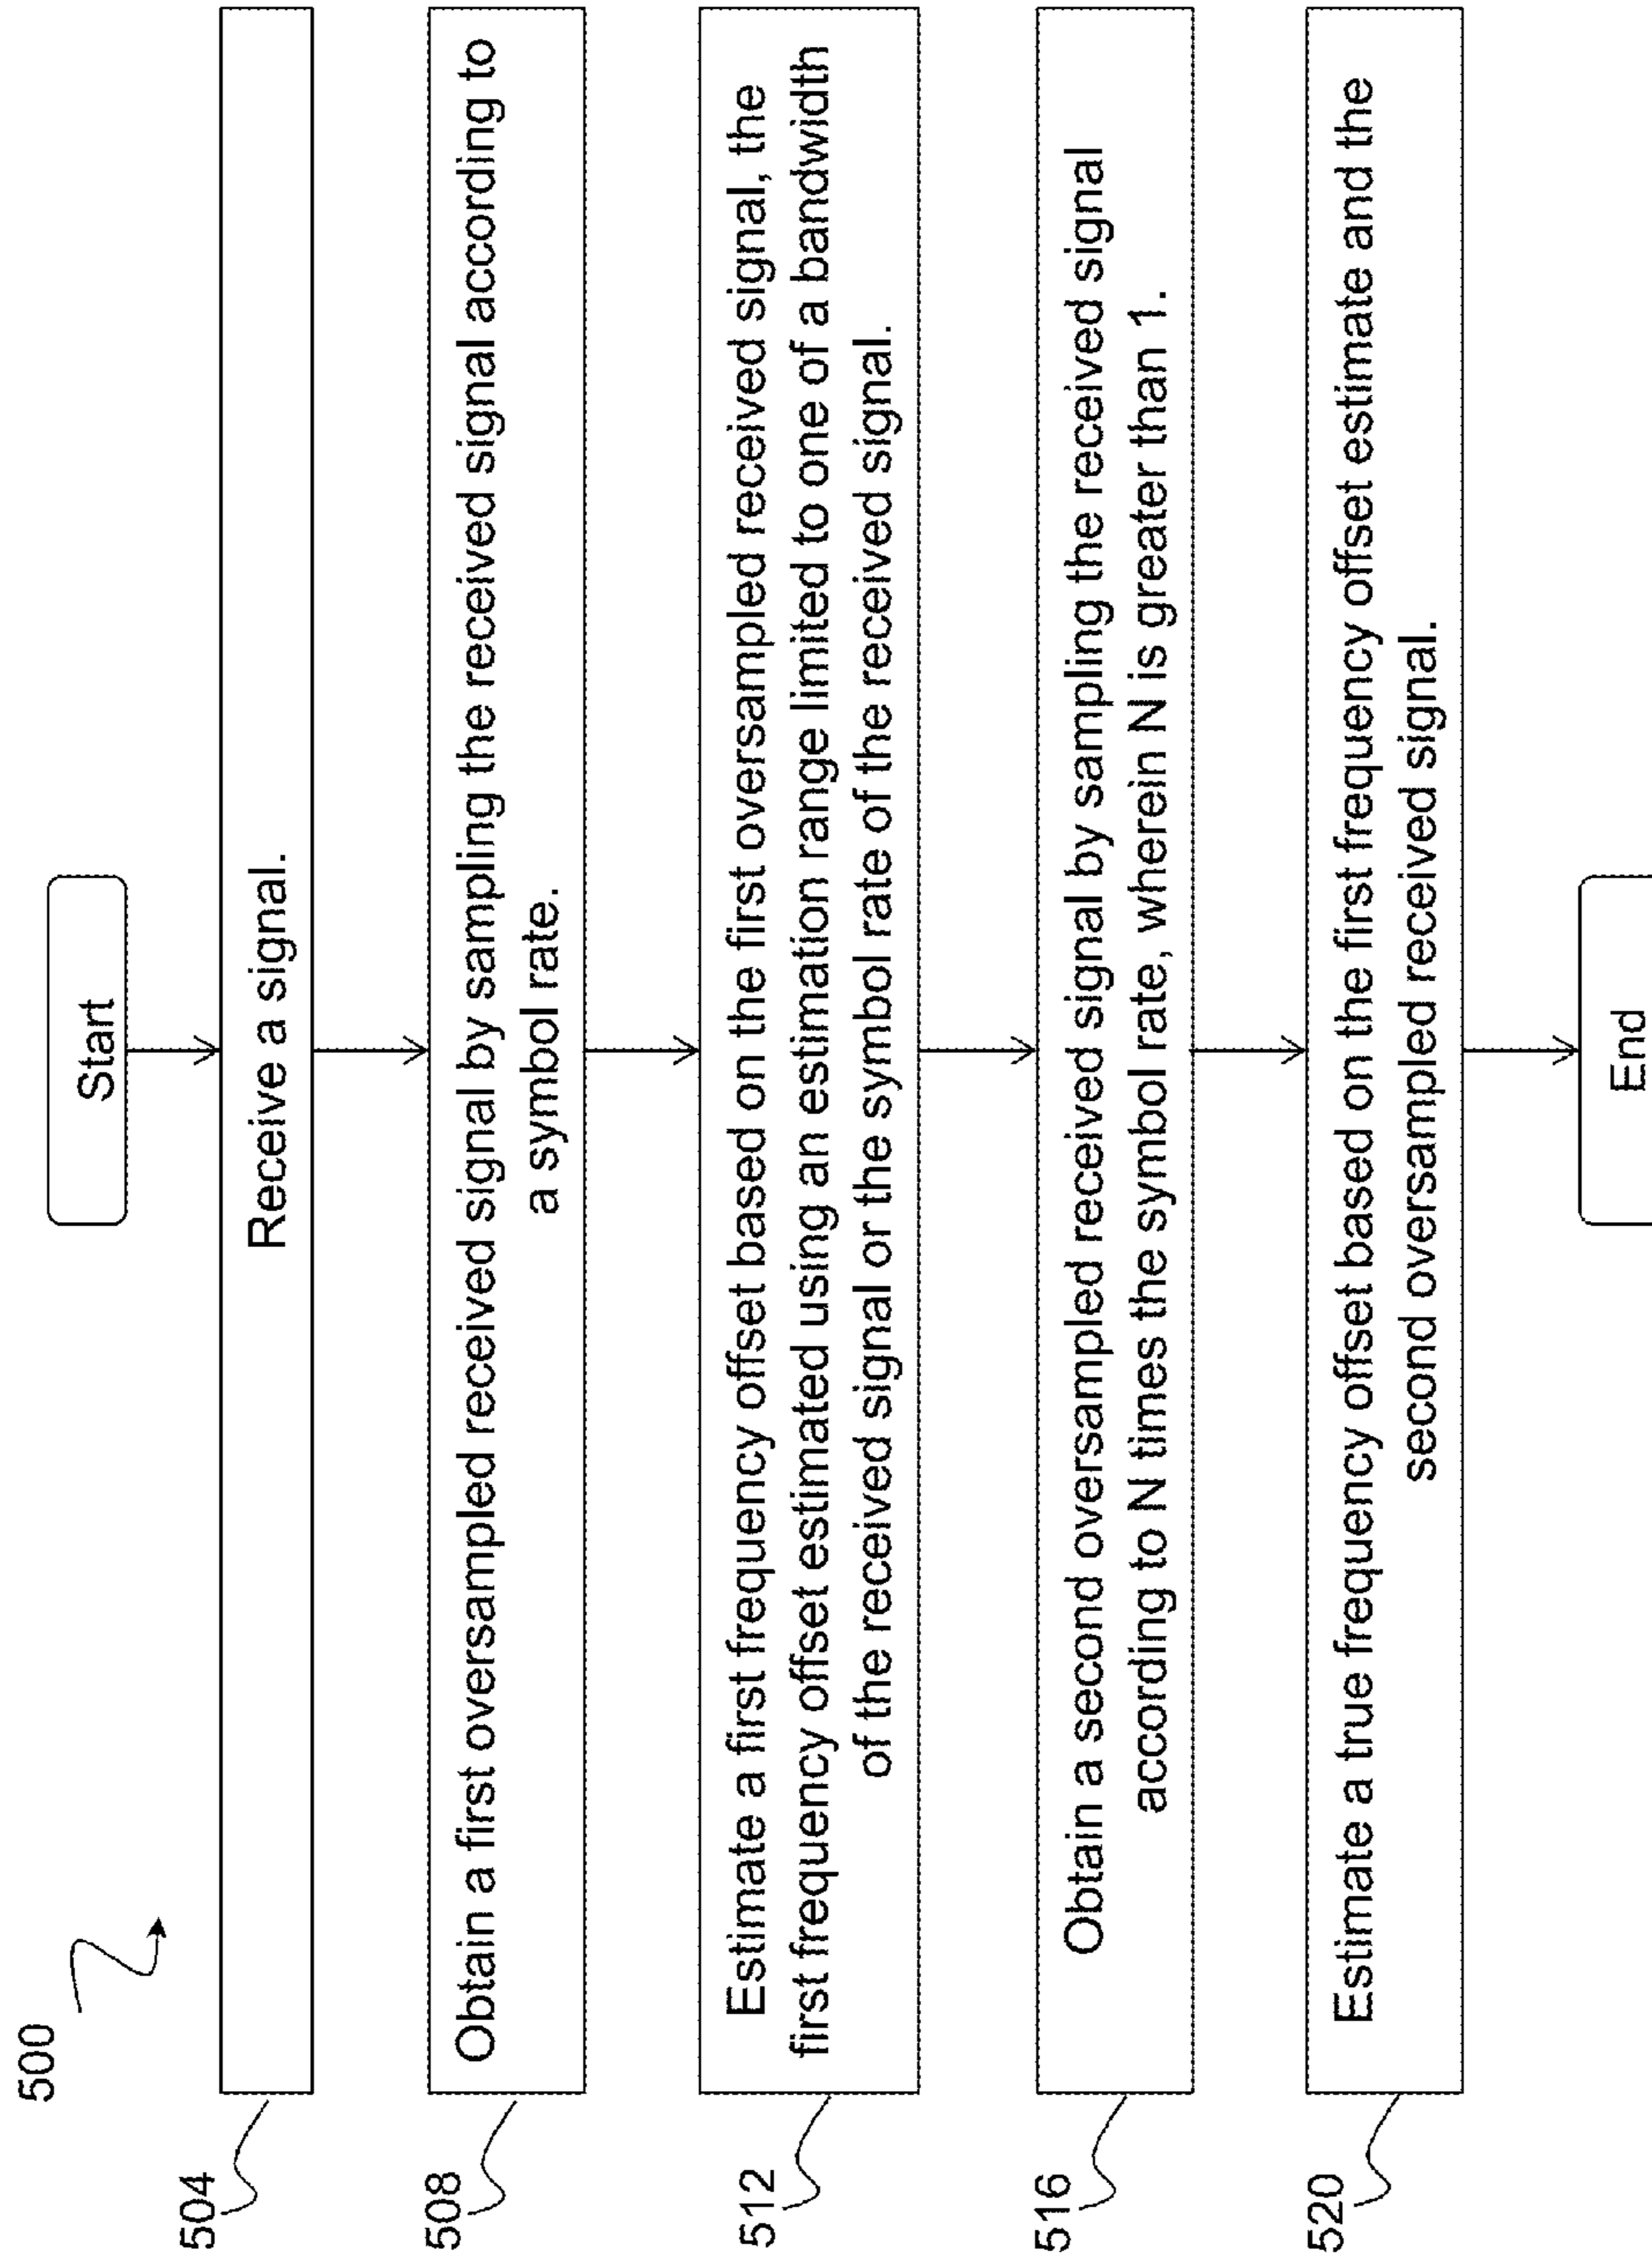 500
Start
504
Receive a signal.
508
Obtain a first oversampled received signal by sampling the received signal according to
a symbol rate.
512
Estimate a first frequency offset based on the first oversampled received signal, the
first frequency offset estimated using an estimation range limited to one of a bandwidth
of the received signal or the symbol rate of the received signal.
516
Obtain a second oversampled received signal by sampling the received signal
according to N times the symbol rate, wherein N is greater than 1.
520
Estimate a true frequency offset based on the first frequency offset estimate and the
second oversampled received signal.
End